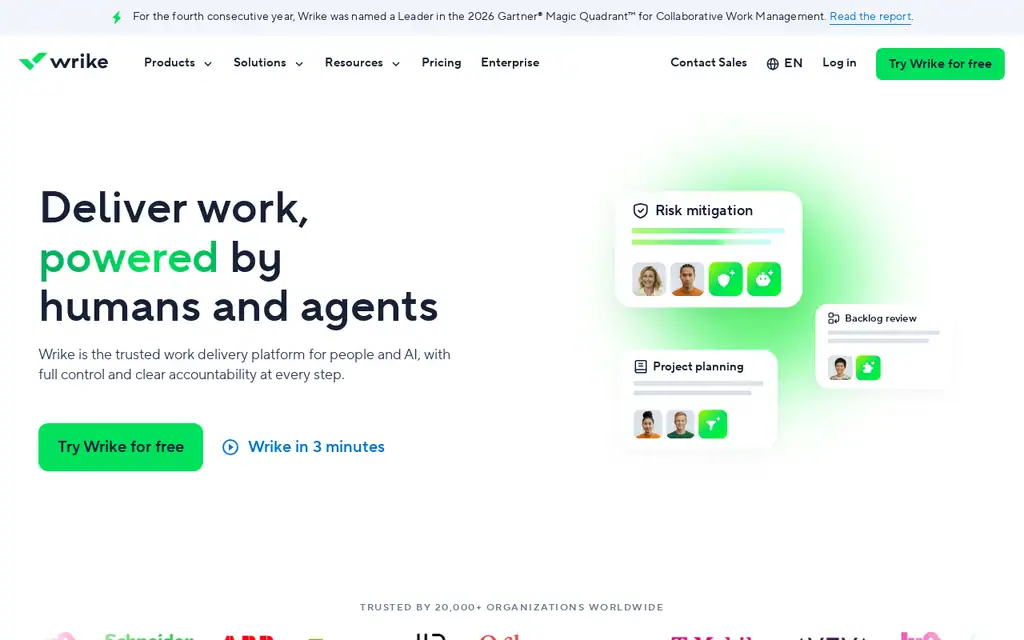 For the fourth consecutive year, Wrike was named a Leader in the 2026 Gartner® Magic Quadrant™ for Collaborative Work Management. Read the report.
wrike
Products
Solutions
Resources
Pricing
Enterprise
Contact Sales
EN
Log in
Try Wrike for free
Deliver work,
powered by
humans and agents
Wrike is the trusted work delivery platform for people and AI, with
full control and clear accountability at every step.
Try Wrike for free
Wrike in 3 minutes
Risk mitigation
Backlog review
Project planning
TRUSTED BY 20,000+ ORGANIZATIONS WORLDWIDE
Schneider
ABB